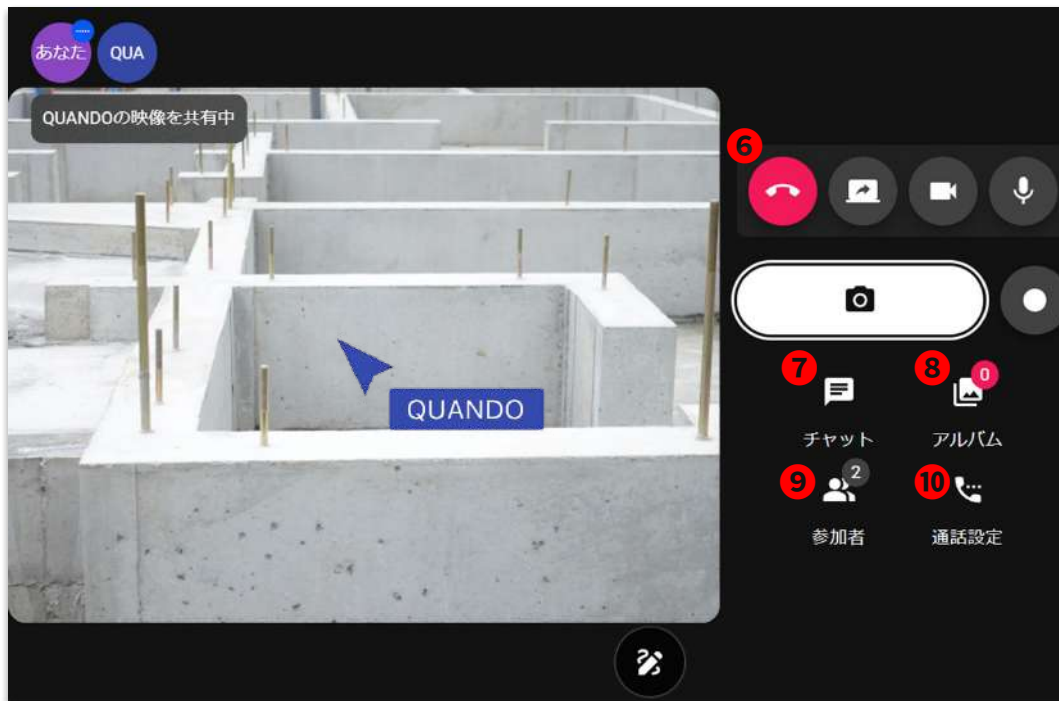 あなた
QUA
QUANDOの映像を共有中
QUANDO
6
7
チャット
8
0
アルバム
9
2
参加者
10
通話設定